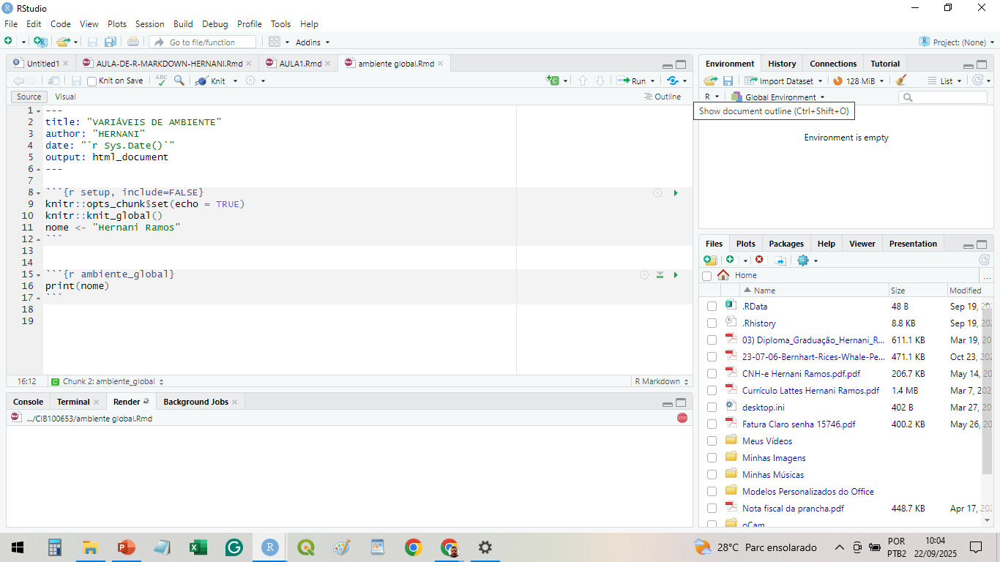 RStudio
File Edit Code View Plots Session Build Debug Profile Tools Help
Go to file/function Addins Project: (None)
Untitled1 AULA-DE-R-MARKDOWN-HERNANI.Rmd AULA1.Rmd ambiente global.Rmd
Knit on Save ABC Knit Run
Source Visual Outline
1 ---
2 title: "VARIÁVEIS DE AMBIENTE"
3 author: "HERNANI"
4 date: "`r Sys.Date()`"
5 output: html_document
6 ---
7
8 ```{r setup, include=FALSE}
9 knitr::opts_chunk$set(echo = TRUE)
10 knitr::knit_global()
11 nome <- "Hernani Ramos"
12 ```
13
14
15 ```{r ambiente_global}
16 print(nome)
17 ```
18
19
16:12 Chunk 2: ambiente_global R Markdown
Console Terminal Render Background Jobs
.../CIB100653/ambiente global.Rmd STOP
Environment History Connections Tutorial
Import Dataset 128 MiB List
R Global Environment
Show document outline (Ctrl+Shift+O)
Environment is empty
Files Plots Packages Help Viewer Presentation
Home ...
Name Size Modified
.RData 48 B Sep 19, 20
.Rhistory 8.8 KB Sep 19, 202
03) Diploma_Graduação_Hernani_R... 611.1 KB Mar 19, 20
23-07-06-Bernhart-Rices-Whale-Pe... 471.1 KB Oct 23, 202
CNH-e Hernani Ramos.pdf.pdf 206.7 KB May 14, 20
Currículo Lattes Hernani Ramos.pdf 1.4 MB Mar 7, 202
desktop.ini 402 B Mar 27, 20
Fatura Claro senha 15746.pdf 400.2 KB May 26, 20
Meus Vídeos
Minhas Imagens
Minhas Músicas
Modelos Personalizados do Office
Nota fiscal da prancha.pdf 448.7 KB Apr 17, 202
oCam
28°C Parc ensolarado POR PTB2 10:04 22/09/2025